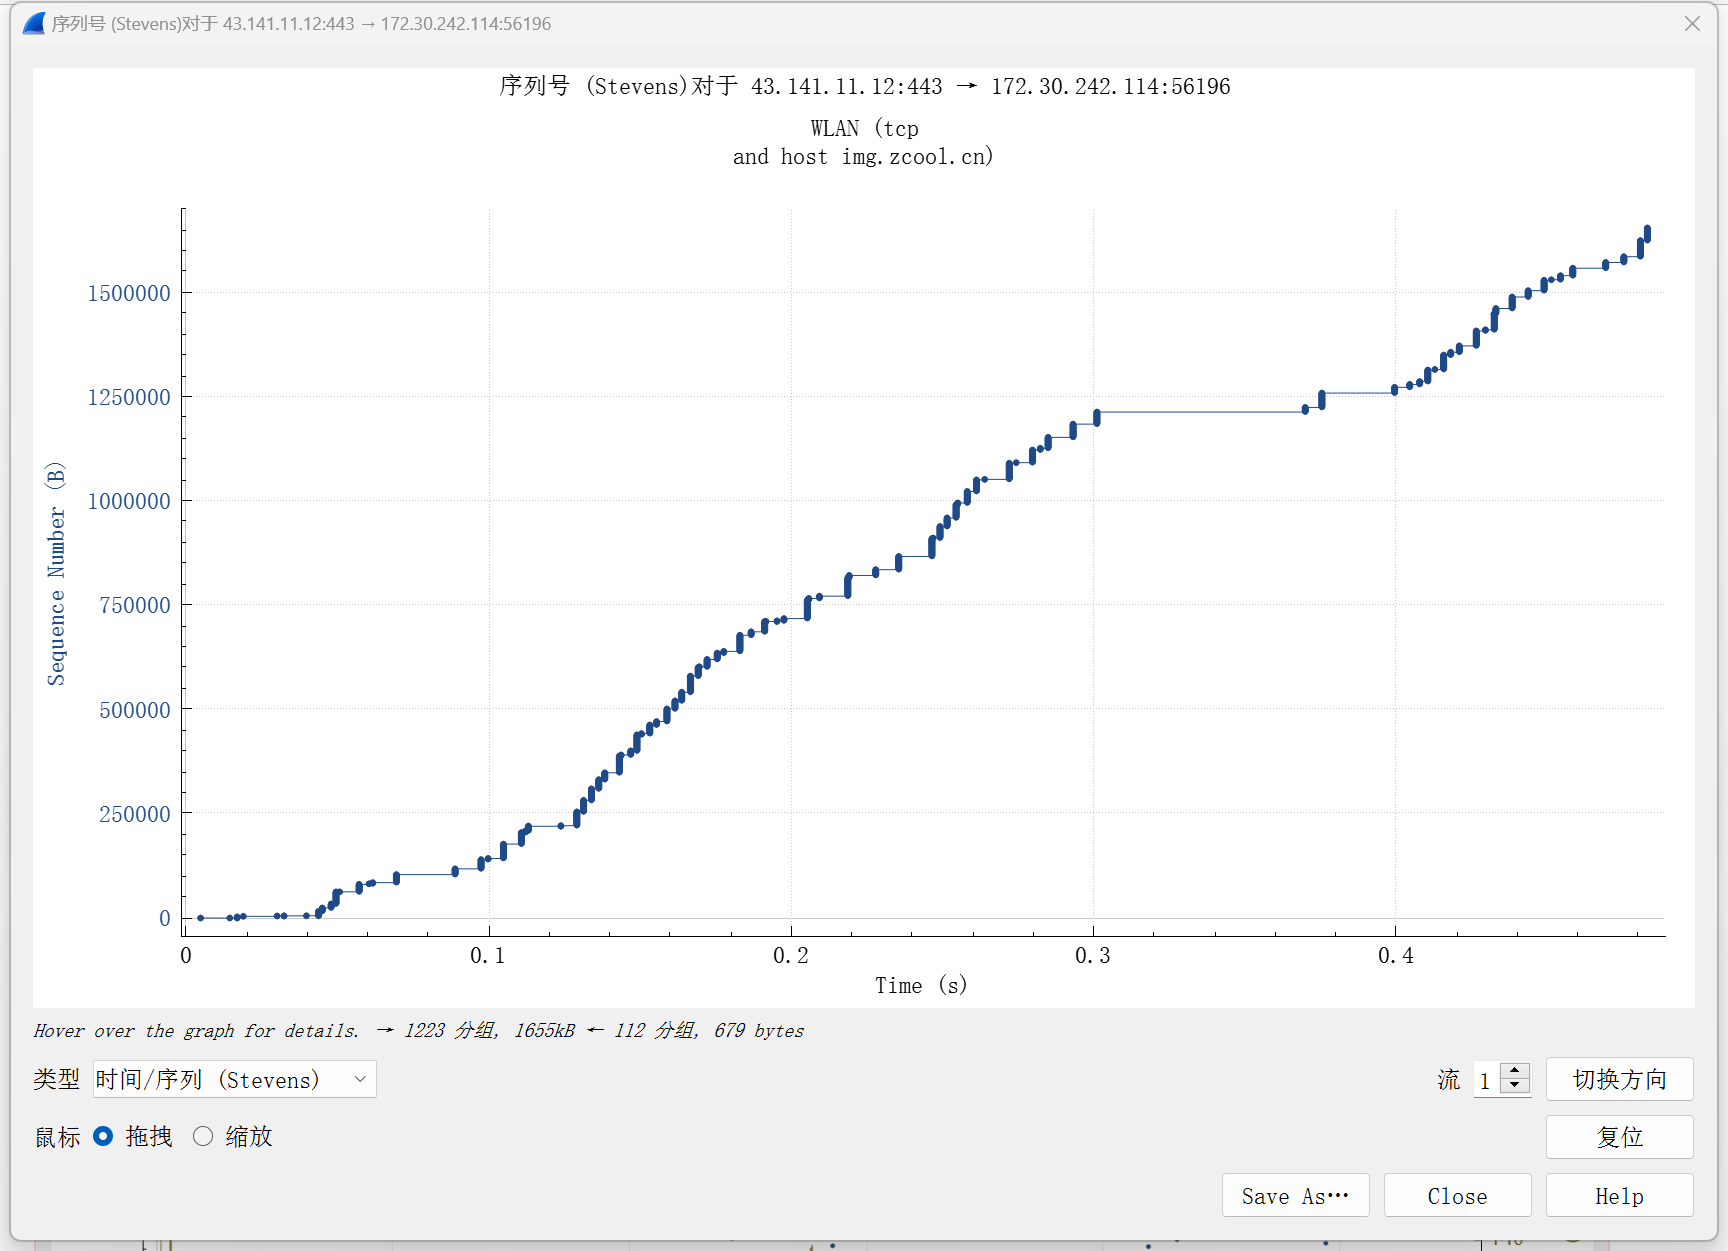 序列号 (Stevens)对于 43.141.11.12:443 → 172.30.242.114:56196
序列号 (Stevens)对于 43.141.11.12:443 → 172.30.242.114:56196
WLAN (tcp
and host img.zcool.cn)
Sequence Number (B)
1500000
1250000
1000000
750000
500000
250000
0
0 0.1 0.2 0.3 0.4
Time (s)
Hover over the graph for details. → 1223 分组, 1655kB ← 112 分组, 679 bytes
类型 时间/序列 (Stevens) 流 1 切换方向
鼠标 拖拽 缩放 复位
Save As… Close Help